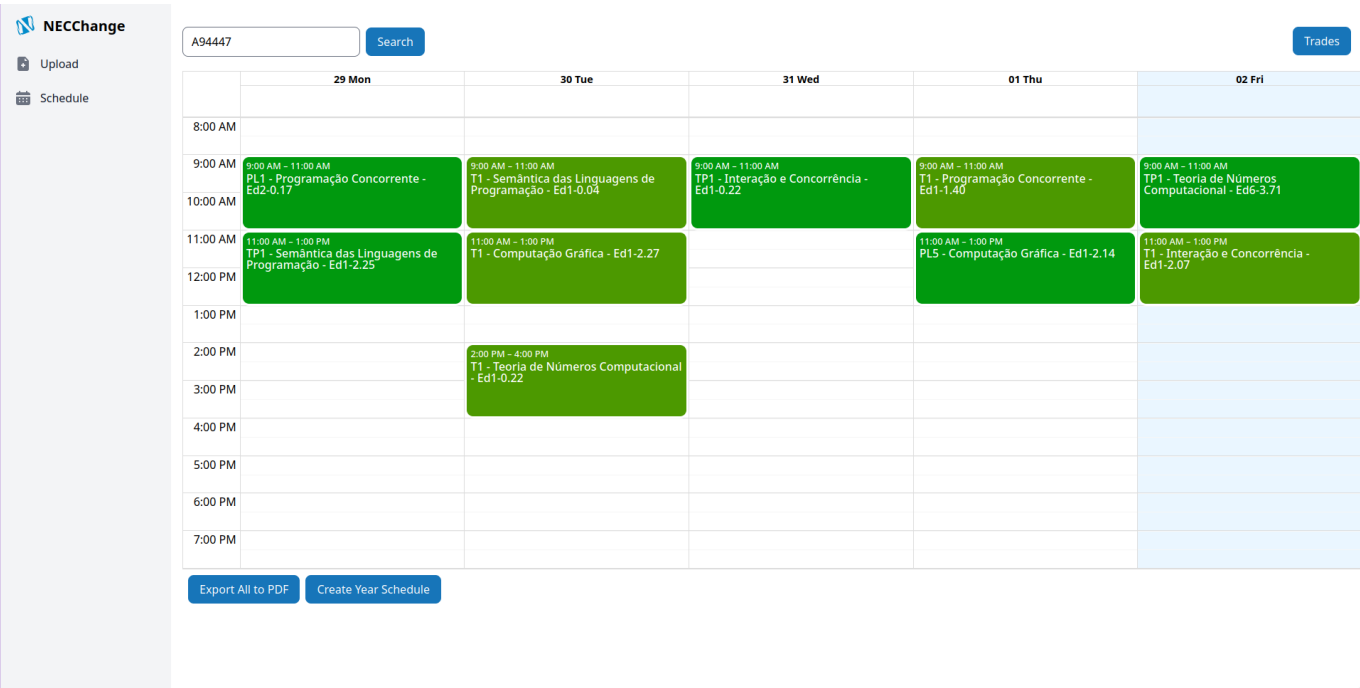 NECChange
Upload
Schedule
A94447
Search
Trades
29 Mon
30 Tue
31 Wed
01 Thu
02 Fri
8:00 AM
9:00 AM
10:00 AM
11:00 AM
12:00 PM
1:00 PM
2:00 PM
3:00 PM
4:00 PM
5:00 PM
6:00 PM
7:00 PM
9:00 AM – 11:00 AM
PL1 - Programação Concorrente -
Ed2-0.17
11:00 AM – 1:00 PM
TP1 - Semântica das Linguagens de
Programação - Ed1-2.25
9:00 AM – 11:00 AM
T1 - Semântica das Linguagens de
Programação - Ed1-0.04
11:00 AM – 1:00 PM
T1 - Computação Gráfica - Ed1-2.27
2:00 PM – 4:00 PM
T1 - Teoria de Números Computacional
- Ed1-0.22
9:00 AM – 11:00 AM
TP1 - Interação e Concorrência -
Ed1-0.22
9:00 AM – 11:00 AM
T1 - Programação Concorrente -
Ed1-1.40
11:00 AM – 1:00 PM
PL5 - Computação Gráfica - Ed1-2.14
9:00 AM – 11:00 AM
TP1 - Teoria de Números
Computacional - Ed6-3.71
11:00 AM – 1:00 PM
T1 - Interação e Concorrência -
Ed1-2.07
Export All to PDF
Create Year Schedule